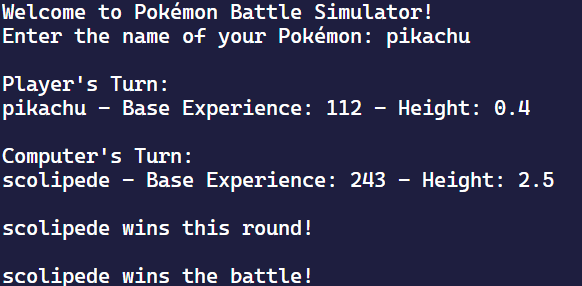 Welcome to Pokémon Battle Simulator!
Enter the name of your Pokémon: pikachu
Player's Turn:
pikachu - Base Experience: 112 - Height: 0.4
Computer's Turn:
scolipede - Base Experience: 243 - Height: 2.5
scolipede wins this round!
scolipede wins the battle!